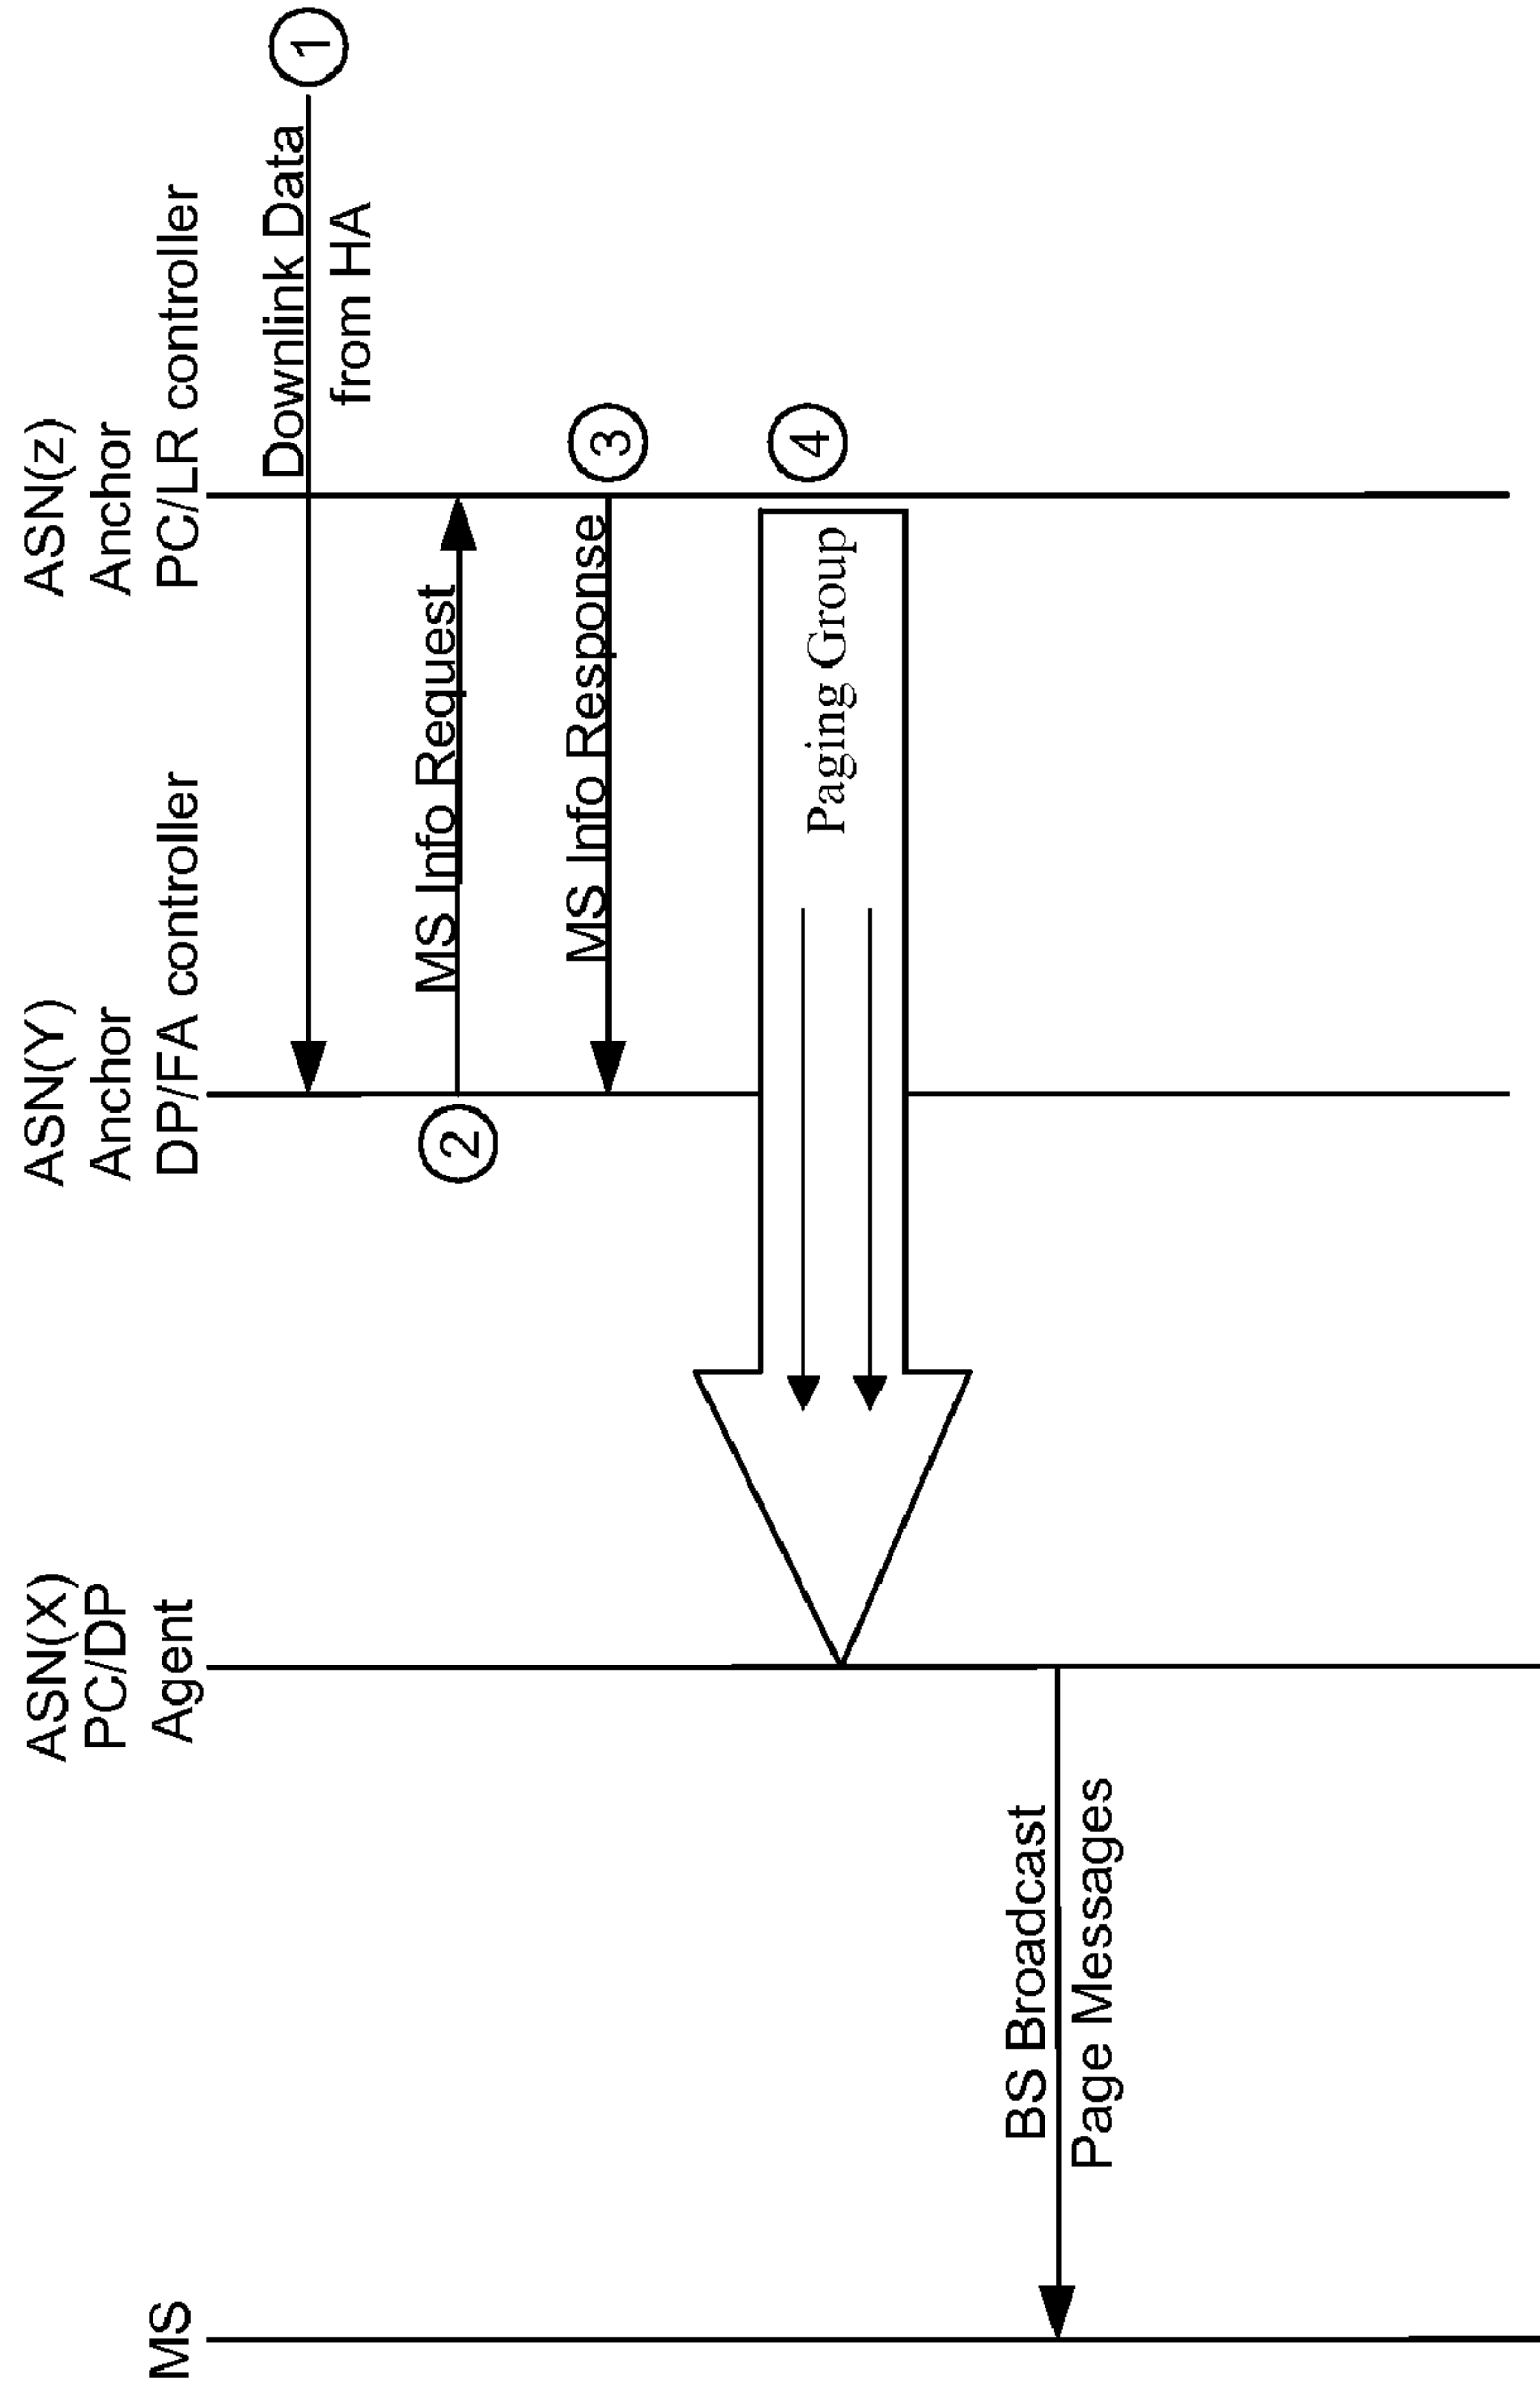 MS
ASN(X)
PC/DP
Agent
ASN(Y)
Anchor
DP/FA controller
ASN(z)
Anchor
PC/LR controller
Downlink Data
from HA
1
MS Info Request
2
MS Info Response
3
Paging Group
4
BS Broadcast
Page Messages